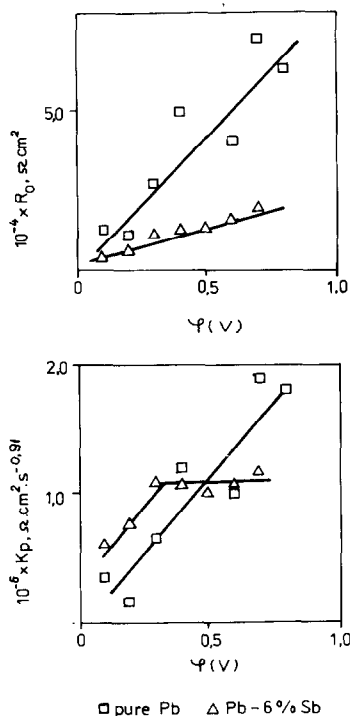 5,0
10⁻⁴ × R₀, Ω cm²
0
0,5
1,0
φ (V)
2,0
1,0
10⁻⁶ × Kp, Ω.cm².s⁻⁰,⁹¹
0
0,5
1,0
φ(V)
□ pure Pb △ Pb - 6% Sb